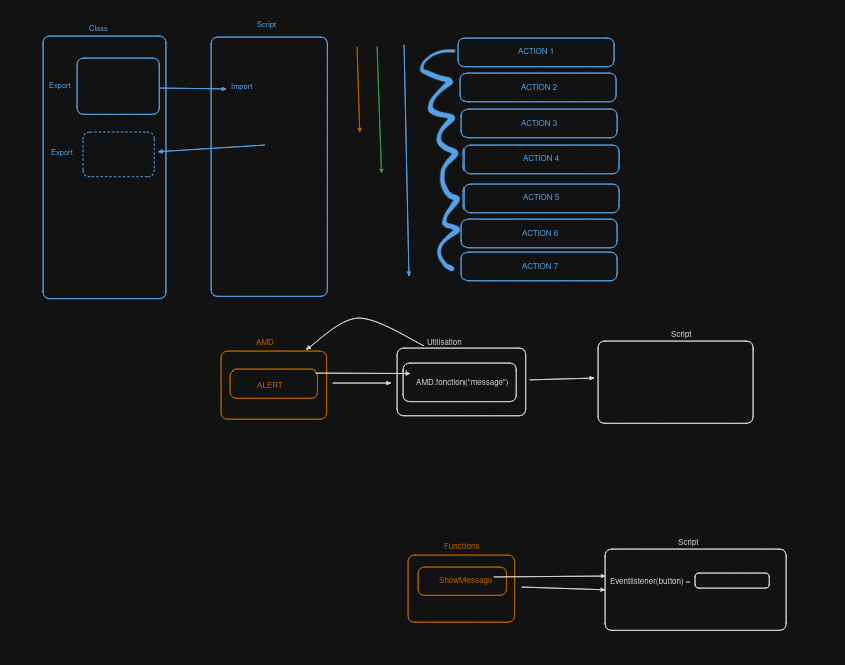 Class
Script
Export
Import
Export
ACTION 1
ACTION 2
ACTION 3
ACTION 4
ACTION 5
ACTION 6
ACTION 7
AMD
ALERT
Utilisation
AMD.fonction("message")
Script
Functions
ShowMessage
Script
Eventlistener(button) =